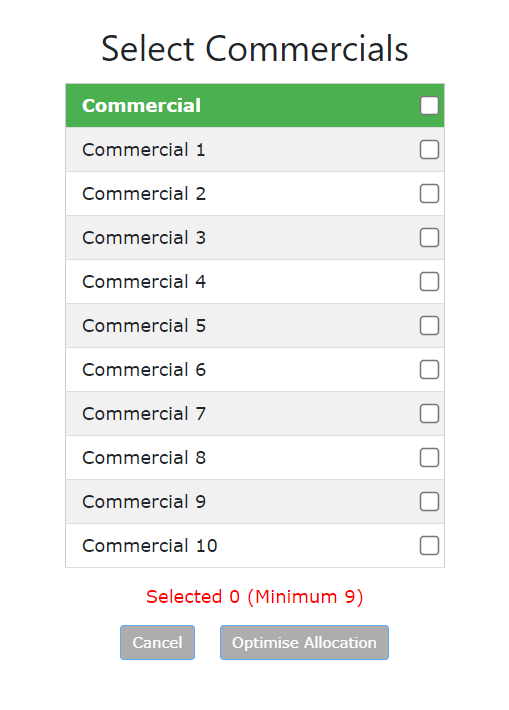 Select Commercials
Commercial
Commercial 1
Commercial 2
Commercial 3
Commercial 4
Commercial 5
Commercial 6
Commercial 7
Commercial 8
Commercial 9
Commercial 10
Selected 0 (Minimum 9)
Cancel Optimise Allocation